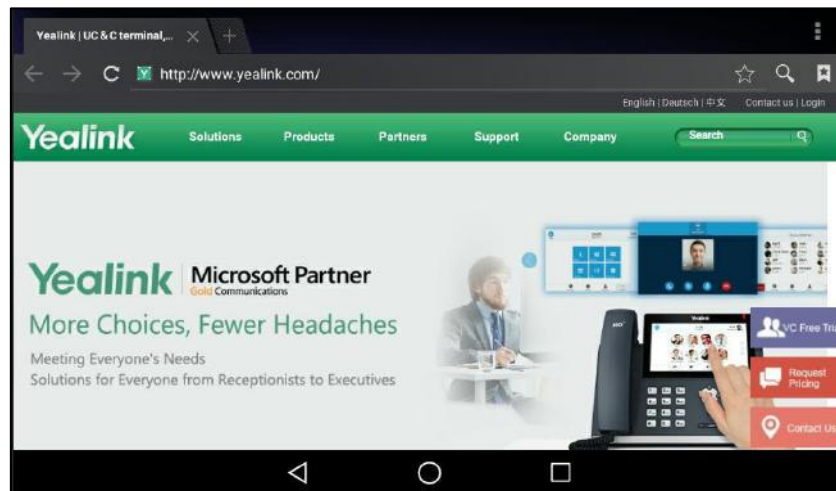 Yealink | UC & C terminal,...
http://www.yealink.com/
English | Deutsch | 中文 Contact us | Login
Yealink Solutions Products Partners Support Company Search
Yealink Microsoft Partner
Gold Communications
More Choices, Fewer Headaches
Meeting Everyone's Needs
Solutions for Everyone from Receptionists to Executives
Yealink
VC Free Tria
Request
Pricing
Contact Us